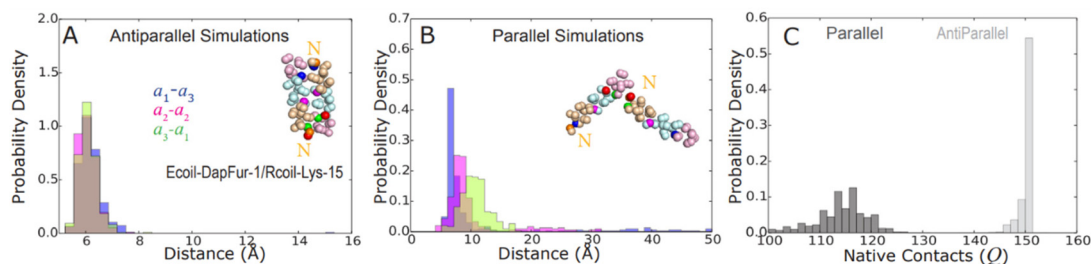 A
Antiparallel Simulations
Probability Density
2.0
1.5
1.0
0.5
0.0
N
a1-a3
a2-a2
a3-a1
Ecoil-DapFur-1/Rcoil-Lys-15
N
6 8 10 12 14 16
Distance (Å)
B
Parallel Simulations
Probability Density
0.7
0.6
0.5
0.4
0.3
0.2
0.1
0.0
N
N
0 10 20 30 40 50
Distance (Å)
C
Parallel
AntiParallel
Probability Density
0.6
0.5
0.4
0.3
0.2
0.1
0.0
100 110 120 130 140 150 160
Native Contacts (Q)